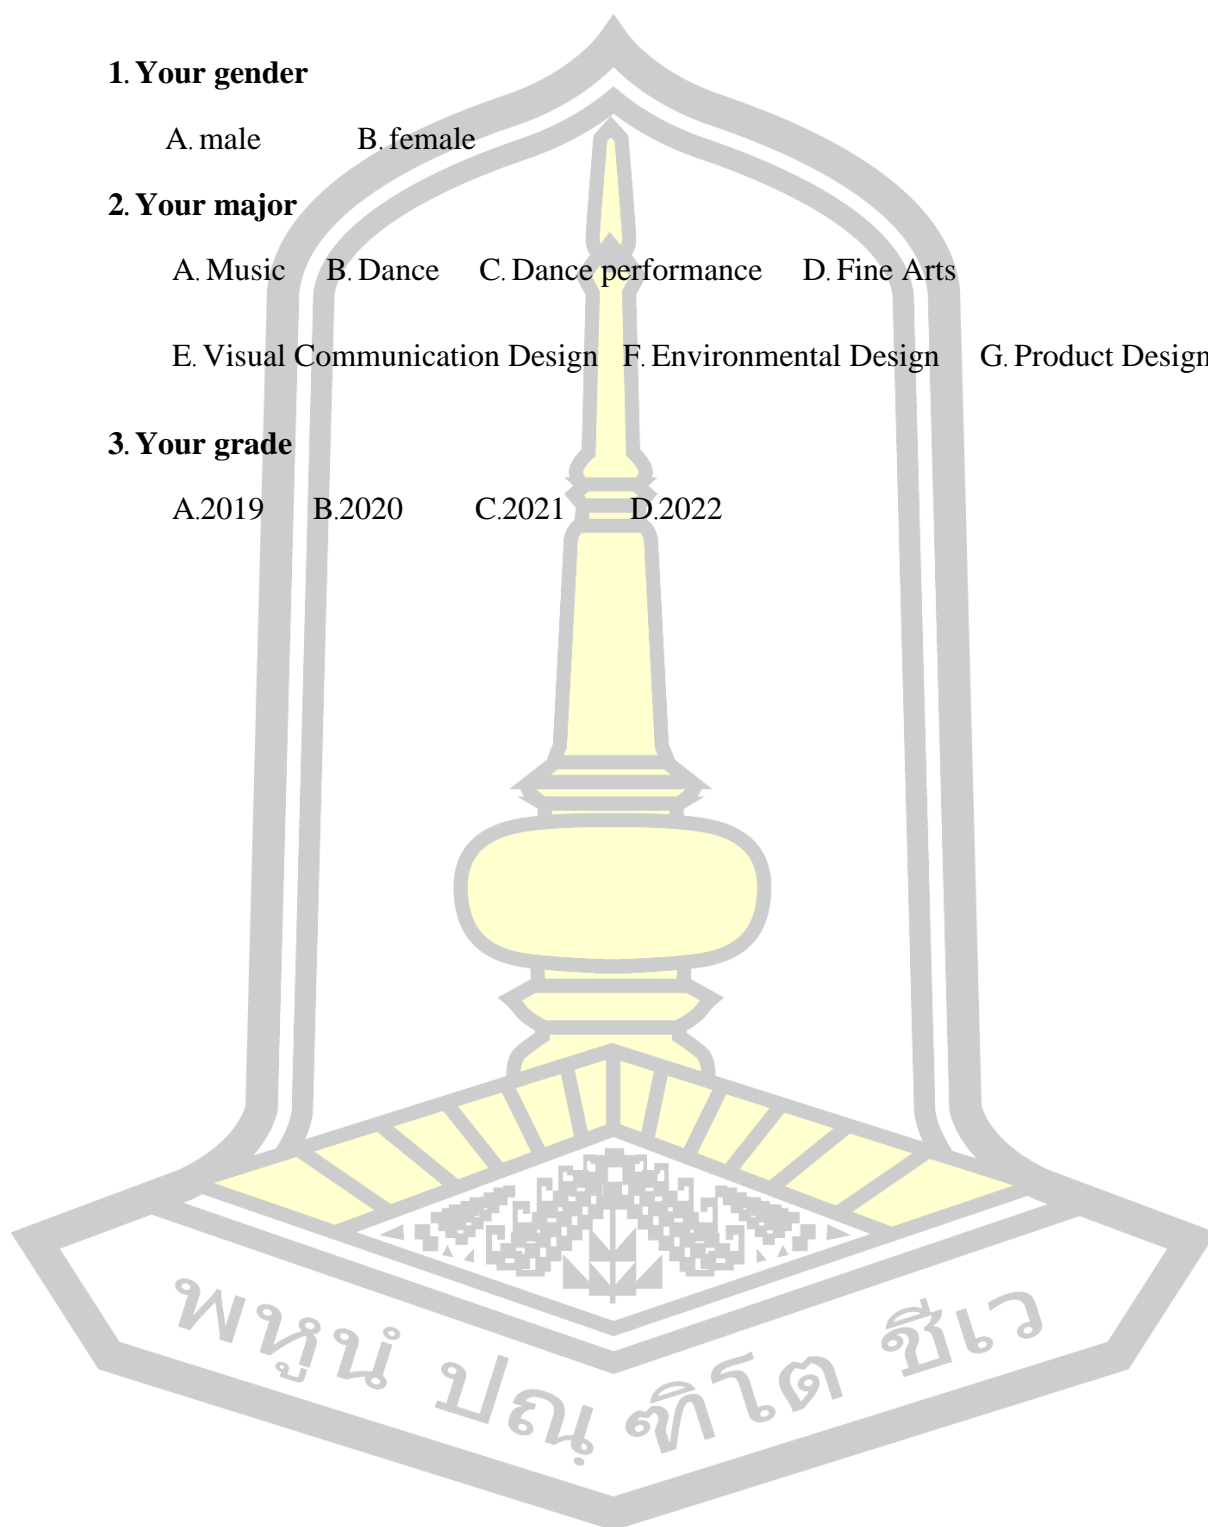 1. Your gender
A. male B. female
2. Your major
A. Music B. Dance C. Dance performance D. Fine Arts
E. Visual Communication Design F. Environmental Design G. Product Design
3. Your grade
A.2019 B.2020 C.2021 D.2022
พหูนํ ปณฺฑิโต ชีเว